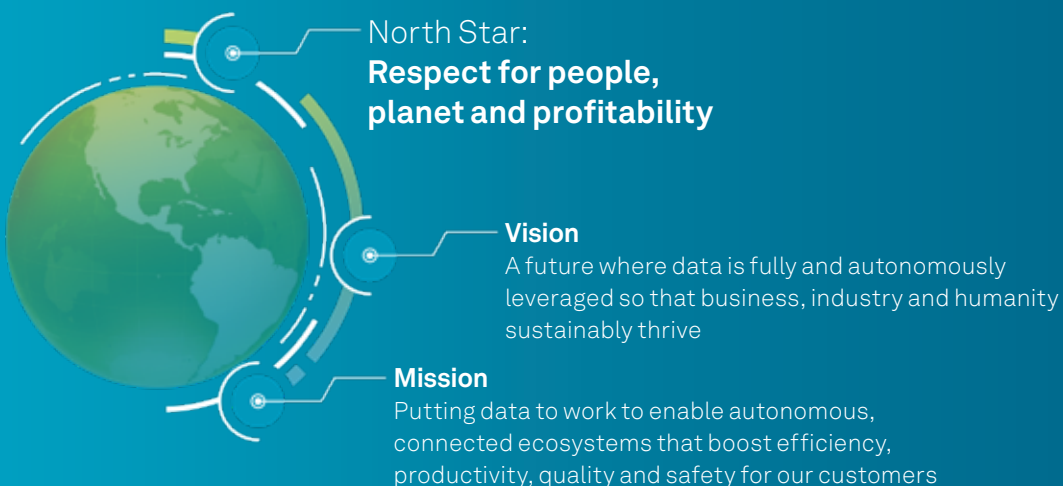 North Star:
Respect for people,
planet and profitability
Vision
A future where data is fully and autonomously
leveraged so that business, industry and humanity
sustainably thrive
Mission
Putting data to work to enable autonomous,
connected ecosystems that boost efficiency,
productivity, quality and safety for our customers